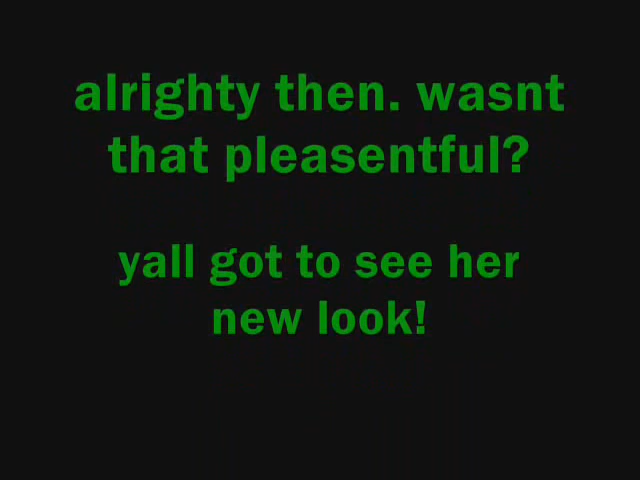 alrighty then. wasnt
that pleasentful?
yall got to see her
new look!